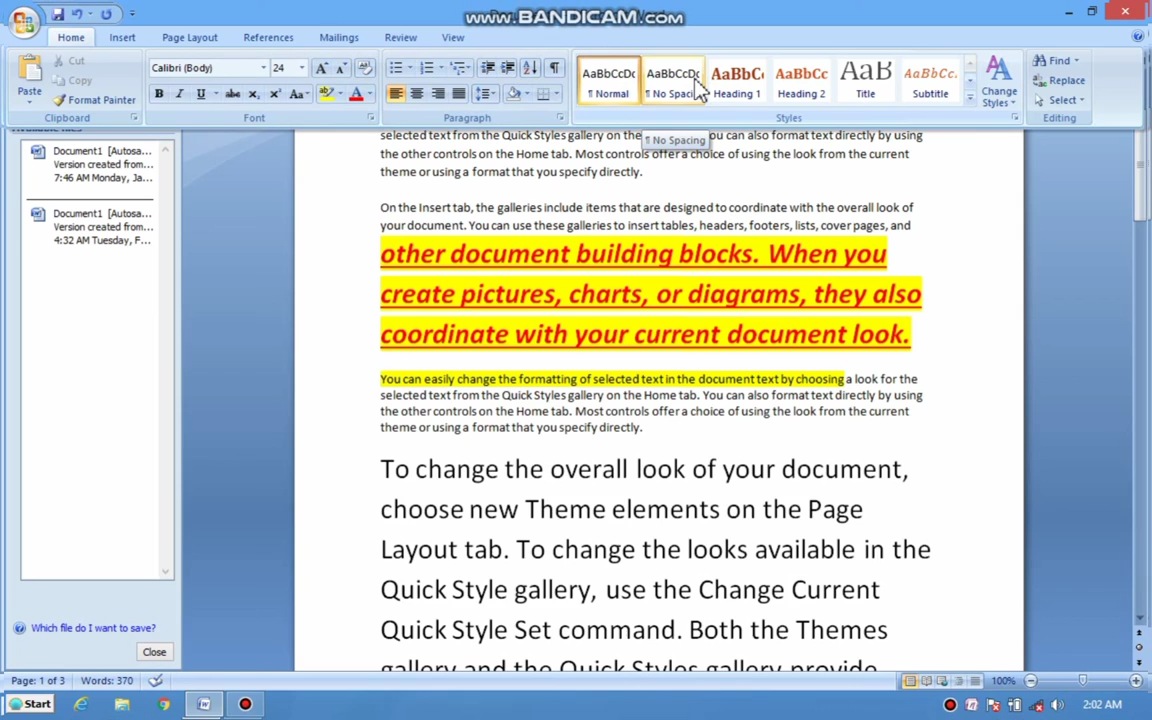 www.BANDICAM.com
Home Insert Page Layout References Mailings Review View
Paste
Cut
Copy
Format Painter
Clipboard
Calibri (Body) 24
B I U abc x₂ x² Aa
Font
Paragraph
AaBbCcDc AaBbCcDc AaBbC AaBbCc AaB AaBbCc.
¶ Normal ¶ No Spaci Heading 1 Heading 2 Title Subtitle
Change Styles
Styles
Find
Replace
Select
Editing
¶ No Spacing
Document1 [Autosa...
Version created from...
7:46 AM Monday, Ja...
Document1 [Autosa...
Version created from...
4:32 AM Tuesday, F...
Which file do I want to save?
Close
selected text from the Quick Styles gallery on the ou can also format text directly by using
the other controls on the Home tab. Most controls offer a choice of using the look from the current
theme or using a format that you specify directly.
On the Insert tab, the galleries include items that are designed to coordinate with the overall look of
your document. You can use these galleries to insert tables, headers, footers, lists, cover pages, and
other document building blocks. When you
create pictures, charts, or diagrams, they also
coordinate with your current document look.
You can easily change the formatting of selected text in the document text by choosing a look for the
selected text from the Quick Styles gallery on the Home tab. You can also format text directly by using
the other controls on the Home tab. Most controls offer a choice of using the look from the current
theme or using a format that you specify directly.
To change the overall look of your document,
choose new Theme elements on the Page
Layout tab. To change the looks available in the
Quick Style gallery, use the Change Current
Quick Style Set command. Both the Themes
gallery and the Quick Styles gallery provide
Page: 1 of 3 Words: 370
100%
Start
2:02 AM